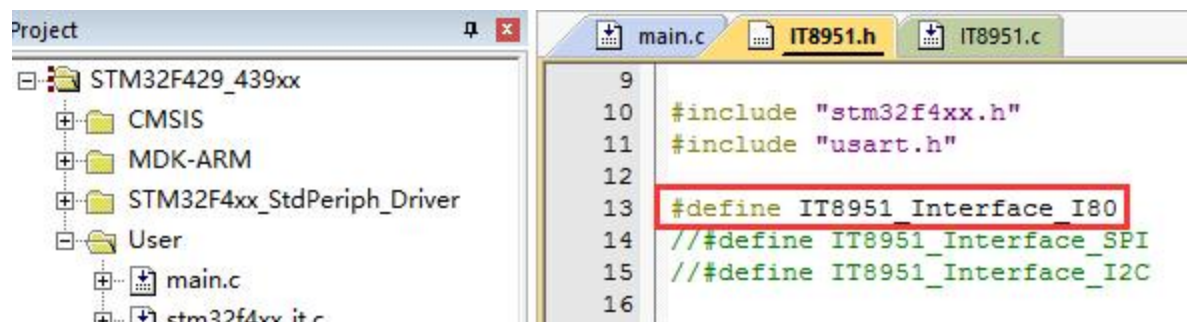 Project
STM32F429_439xx
CMSIS
MDK-ARM
STM32F4xx_StdPeriph_Driver
User
main.c
stm32f4xx_it.c
main.c
IT8951.h
IT8951.c
9
10 #include "stm32f4xx.h"
11 #include "usart.h"
12
13 #define IT8951_Interface_I80
14 //#define IT8951_Interface_SPI
15 //#define IT8951_Interface_I2C
16